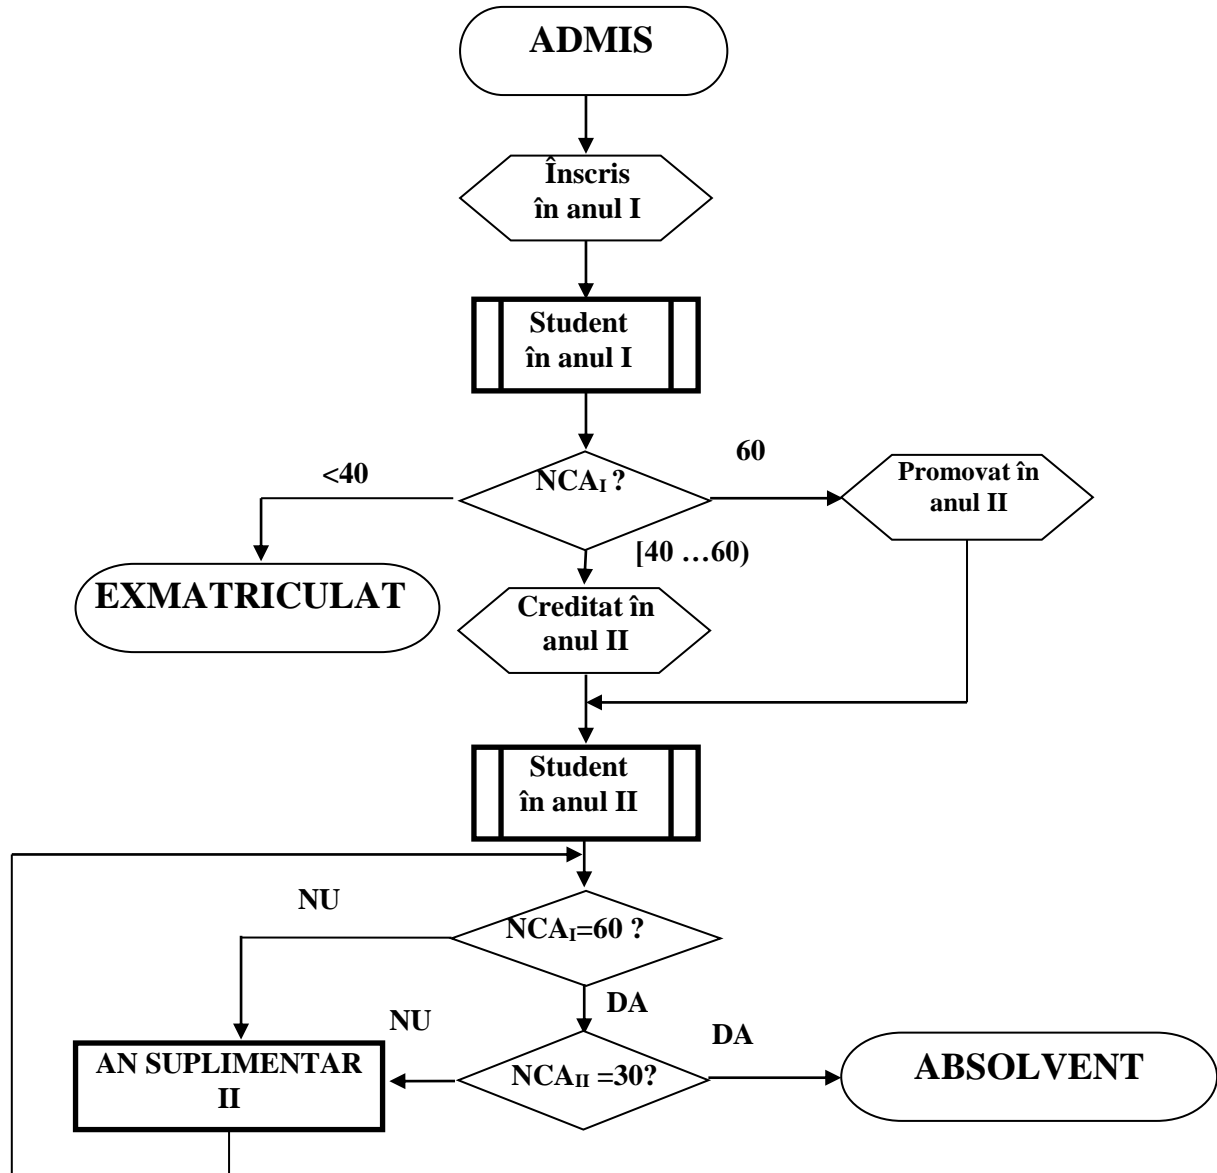 ADMIS
Înscris
în anul I
Student
în anul I
<40
NCAI ?
60
Promovat în
anul II
[40 …60)
EXMATRICULAT
Creditat în
anul II
Student
în anul II
NU
NCAI=60 ?
DA
NU
DA
AN SUPLIMENTAR
II
NCAII =30?
ABSOLVENT